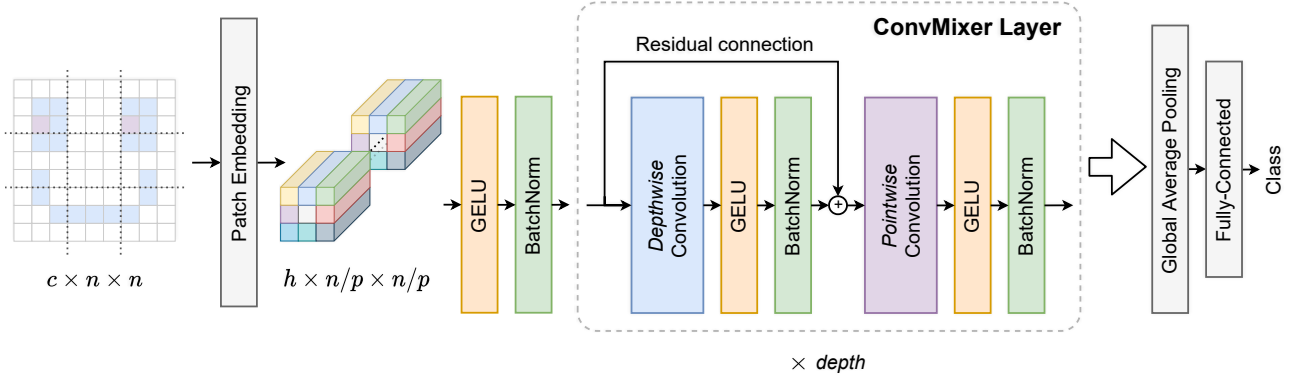 c × n × n
Patch Embedding
h × n/p × n/p
GELU
BatchNorm
ConvMixer Layer
Residual connection
Depthwise
Convolution
GELU
BatchNorm
+
Pointwise
Convolution
GELU
BatchNorm
× depth
Global Average Pooling
Fully-Connected
Class